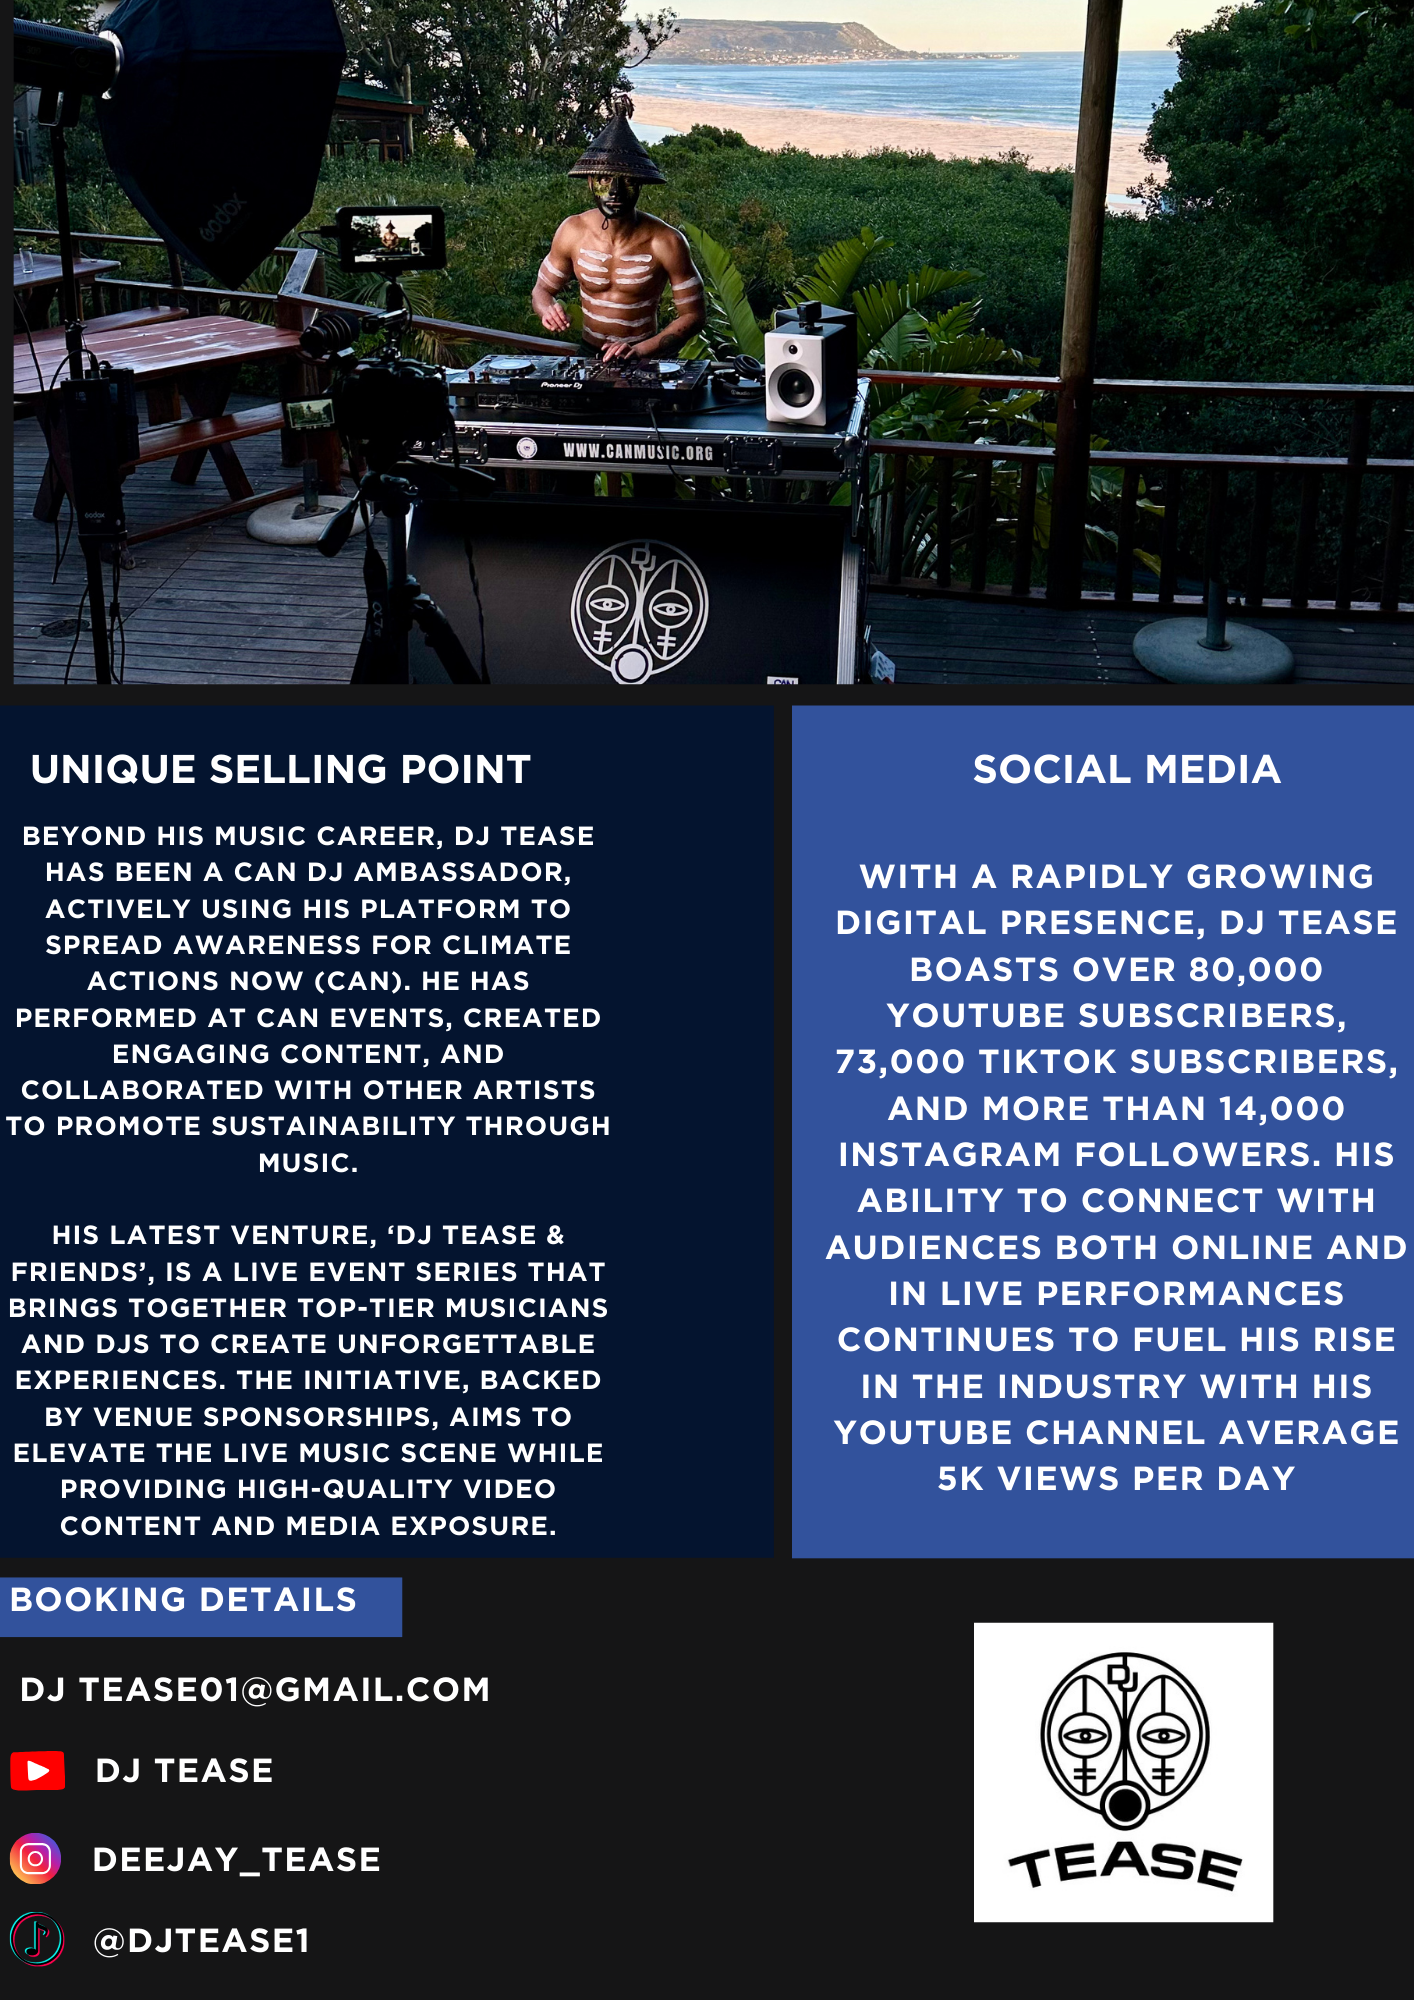 Godox
Pioneer Dj
WWW.CANMUSIC.ORG
Godox
α7s
DJ
CAN
UNIQUE SELLING POINT
BEYOND HIS MUSIC CAREER, DJ TEASE
HAS BEEN A CAN DJ AMBASSADOR,
ACTIVELY USING HIS PLATFORM TO
SPREAD AWARENESS FOR CLIMATE
ACTIONS NOW (CAN). HE HAS
PERFORMED AT CAN EVENTS, CREATED
ENGAGING CONTENT, AND
COLLABORATED WITH OTHER ARTISTS
TO PROMOTE SUSTAINABILITY THROUGH
MUSIC.
HIS LATEST VENTURE, ‘DJ TEASE &
FRIENDS’, IS A LIVE EVENT SERIES THAT
BRINGS TOGETHER TOP-TIER MUSICIANS
AND DJS TO CREATE UNFORGETTABLE
EXPERIENCES. THE INITIATIVE, BACKED
BY VENUE SPONSORSHIPS, AIMS TO
ELEVATE THE LIVE MUSIC SCENE WHILE
PROVIDING HIGH-QUALITY VIDEO
CONTENT AND MEDIA EXPOSURE.
SOCIAL MEDIA
WITH A RAPIDLY GROWING
DIGITAL PRESENCE, DJ TEASE
BOASTS OVER 80,000
YOUTUBE SUBSCRIBERS,
73,000 TIKTOK SUBSCRIBERS,
AND MORE THAN 14,000
INSTAGRAM FOLLOWERS. HIS
ABILITY TO CONNECT WITH
AUDIENCES BOTH ONLINE AND
IN LIVE PERFORMANCES
CONTINUES TO FUEL HIS RISE
IN THE INDUSTRY WITH HIS
YOUTUBE CHANNEL AVERAGE
5K VIEWS PER DAY
BOOKING DETAILS
DJ TEASE01@GMAIL.COM
DJ TEASE
DEEJAY_TEASE
@DJTEASE1
DJ
TEASE